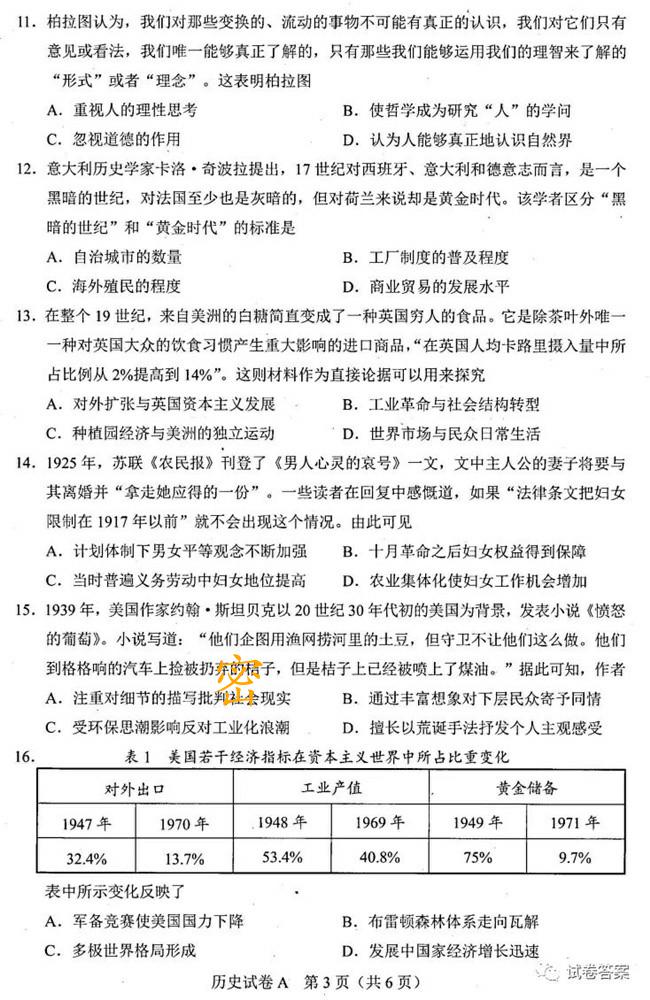 11．柏拉图认为，我们对那些变换的、流动的事物不可能有真正的认识，我们对它们只有
意见或看法，我们唯一能够真正了解的，只有那些我们能够运用我们的理智来了解的
“形式”或者“理念”。这表明柏拉图
A．重视人的理性思考 B．使哲学成为研究“人”的学问
C．忽视道德的作用 D．认为人能够真正地认识自然界
12．意大利历史学家卡洛·奇波拉提出，17 世纪对西班牙、意大利和德意志而言，是一个
黑暗的世纪，对法国至少也是灰暗的，但对荷兰来说却是黄金时代。该学者区分“黑
暗的世纪”和“黄金时代”的标准是
A．自治城市的数量 B．工厂制度的普及程度
C．海外殖民的程度 D．商业贸易的发展水平
13．在整个 19 世纪，来自美洲的白糖简直变成了一种英国穷人的食品。它是除茶叶外唯一
一种对英国大众的饮食习惯产生重大影响的进口商品，“在英国人均卡路里摄入量中所
占比例从 2%提高到 14%”。这则材料作为直接论据可以用来探究
A．对外扩张与英国资本主义发展 B．工业革命与社会结构转型
C．种植园经济与美洲的独立运动 D．世界市场与民众日常生活
14．1925 年，苏联《农民报》刊登了《男人心灵的哀号》一文，文中主人公的妻子将要与
其离婚并“拿走她应得的一份”。一些读者在回复中感慨道，如果“法律条文把妇女
限制在 1917 年以前”就不会出现这个情况。由此可见
A．计划体制下男女平等观念不断加强 B．十月革命之后妇女权益得到保障
C．当时普遍义务劳动中妇女地位提高 D．农业集体化使妇女工作机会增加
15．1939 年，美国作家约翰·斯坦贝克以 20 世纪 30 年代初的美国为背景，发表小说《愤怒
的葡萄》。小说写道：“他们企图用渔网捞河里的土豆，但守卫不让他们这么做。他们
到格格响的汽车上捡被扔弃的桔子，但是桔子上已经被喷上了煤油。”据此可知，作者
密
A．注重对细节的描写批判社会现实 B．通过丰富想象对下层民众寄予同情
C．受环保思潮影响反对工业化浪潮 D．擅长以荒诞手法抒发个人主观感受
16． 表 1 美国若干经济指标在资本主义世界中所占比重变化
对外出口 工业产值 黄金储备
1947 年 1970 年 1948 年 1969 年 1949 年 1971 年
32.4% 13.7% 53.4% 40.8% 75% 9.7%
表中所示变化反映了
A．军备竞赛使美国国力下降 B．布雷顿森林体系走向瓦解
C．多极世界格局形成 D．发展中国家经济增长迅速
历史试卷 A 第 3 页（共 6 页）
试卷答案